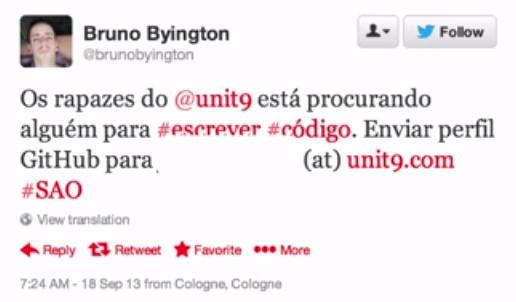 Bruno Byington
@brunobyington
Follow
Os rapazes do @unit9 está procurando
alguém para #escrever #código. Enviar perfil
GitHub para (at) unit9.com
#SAO
View translation
Reply Retweet Favorite More
7:24 AM - 18 Sep 13 from Cologne, Cologne